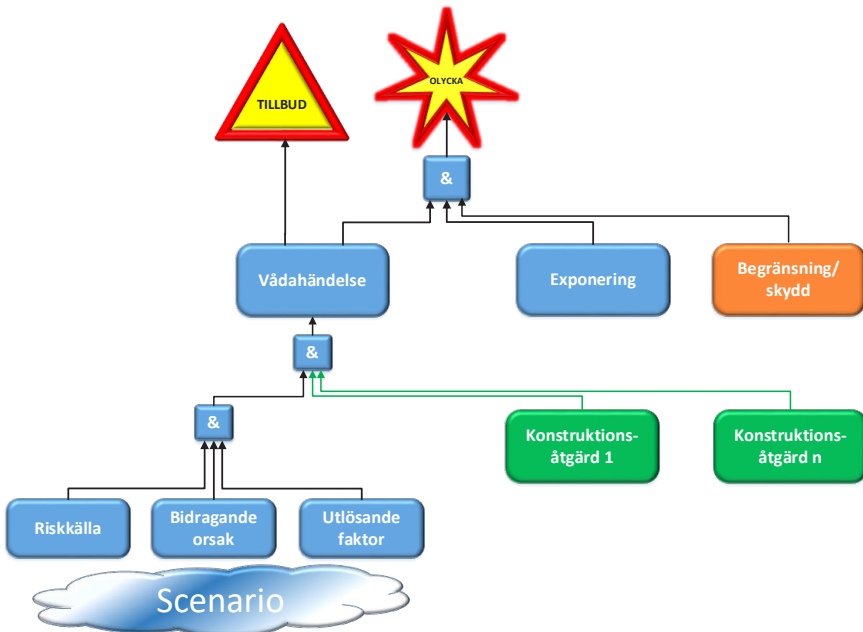 OLYCKA
TILLBUD
&
Vådahändelse
Exponering
Begränsning/
skydd
&
&
Konstruktions-
åtgärd 1
Konstruktions-
åtgärd n
Riskkälla
Bidragande
orsak
Utlösande
faktor
Scenario